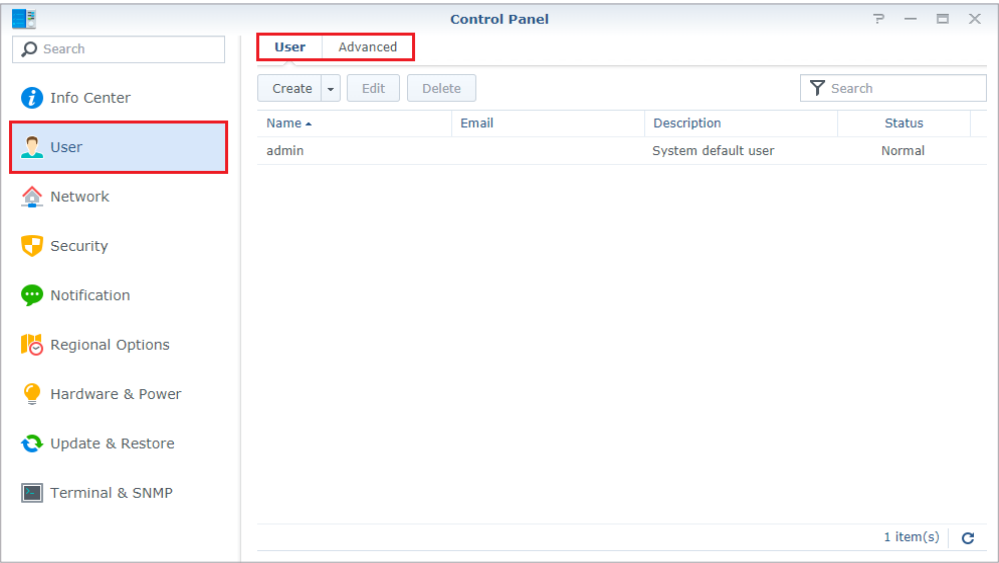 Control Panel
Search
User Advanced
Create Edit Delete Search
Info Center
Name Email Description Status
User
admin System default user Normal
Network
Security
Notification
Regional Options
Hardware & Power
Update & Restore
Terminal & SNMP
1 item(s)